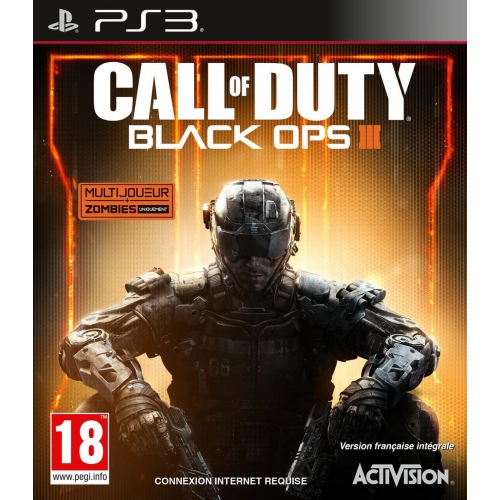 PS3
CALL OF DUTY
BLACK OPS III
MULTIJOUEUR
+
ZOMBIES UNIQUEMENT
18
www.pegi.info
Version française intégrale
CONNEXION INTERNET REQUISE
ACTIVISION